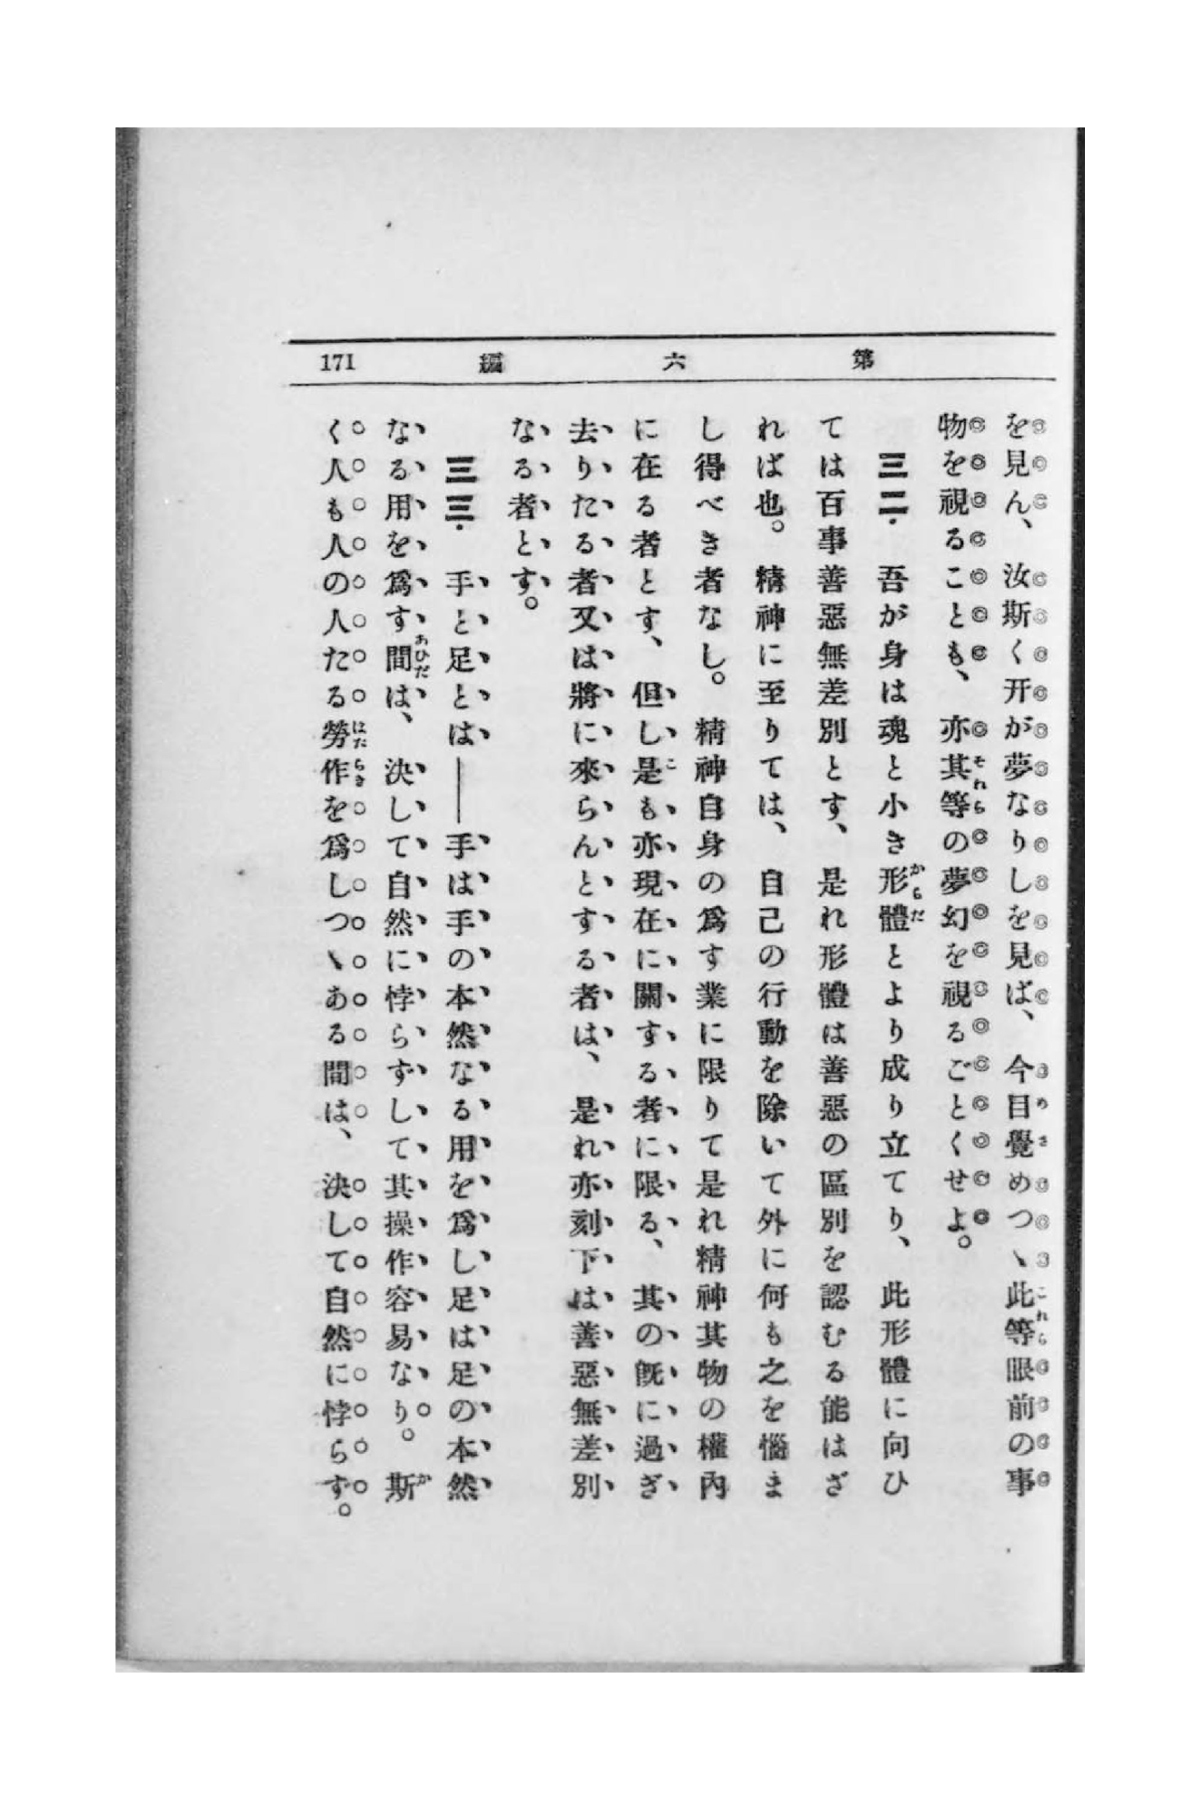 第六編 171
を見ん、汝斯く开が夢なりしを見ば、今目覺めつゝ此等眼前の事
物を視ることも、亦其等の夢幻を視るごとくせよ。
三二. 吾が身は魂と小き形體とより成り立てり、此形體に向ひ
ては百事善惡無差別とす、是れ形體は善惡の區別を認むる能はざ
れば也。精神に至りては、自己の行動を除いて外に何も之を惱ま
し得べき者なし。精神自身の爲す業に限りて是れ精神其物の權內
に在る者とす、但し是も亦現在に關する者に限る、其の既に過ぎ
去りたる者又は將に來らんとする者は、是れ亦刻下は善惡無差別
なる者とす。
三三. 手と足とは——手は手の本然なる用を爲し足は足の本然
なる用を爲す間は、決して自然に悖らずして其操作容易なり。斯
く人も人の人たる勞作を爲しつゝある間は、決して自然に悖らず。